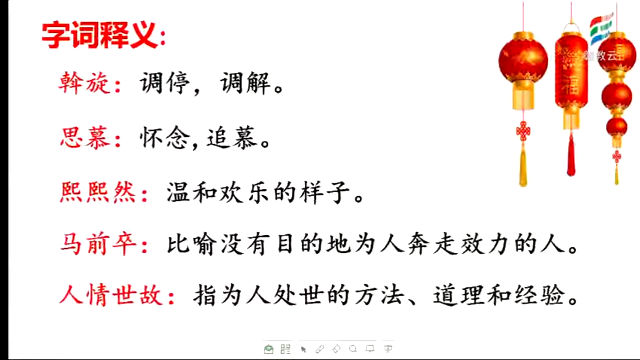 字词释义:
斡旋：调停，调解。
思慕：怀念,追慕。
熙熙然：温和欢乐的样子。
马前卒：比喻没有目的地为人奔走效力的人。
人情世故：指为人处世的方法、道理和经验。
福
教云